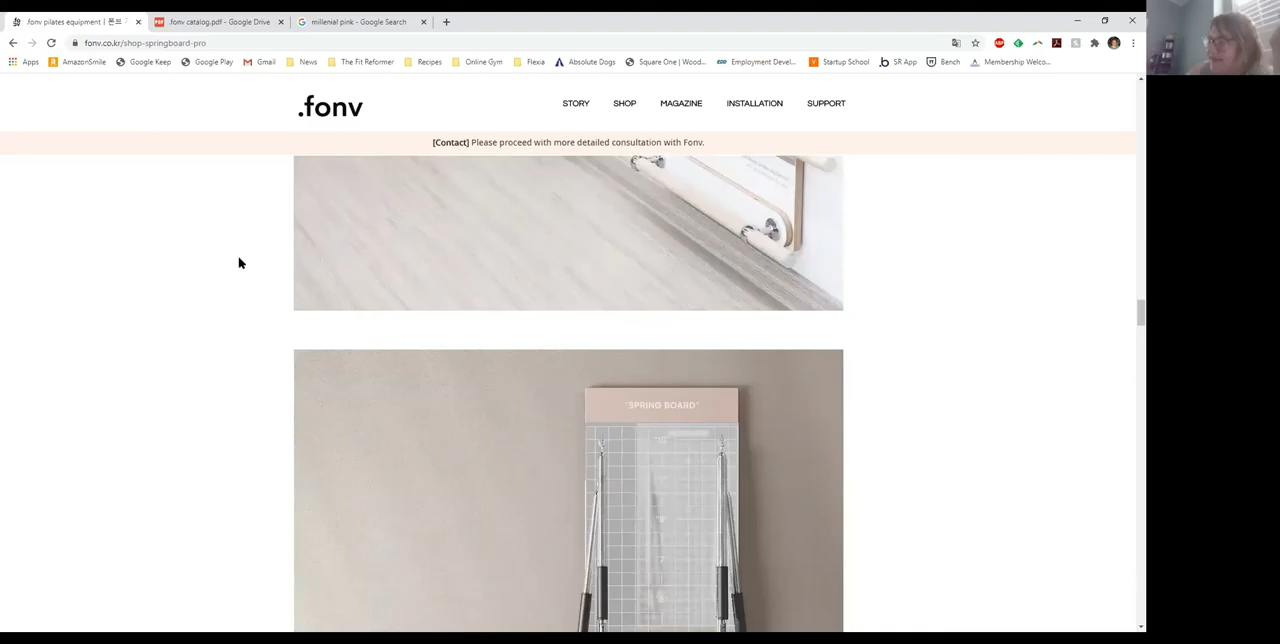 .fonv pilates equipment | 폰브
.fonv catalog.pdf - Google Drive
millenial pink - Google Search
fonv.co.kr/shop-springboard-pro
Apps AmazonSmile Google Keep Google Play Gmail News The Fit Reformer Recipes Online Gym Flexia Absolute Dogs Square One | Wood... Employment Devel... Startup School SR App Bench Membership Welco...
.fonv
STORY SHOP MAGAZINE INSTALLATION SUPPORT
[Contact] Please proceed with more detailed consultation with Fonv.
"SPRING BOARD"